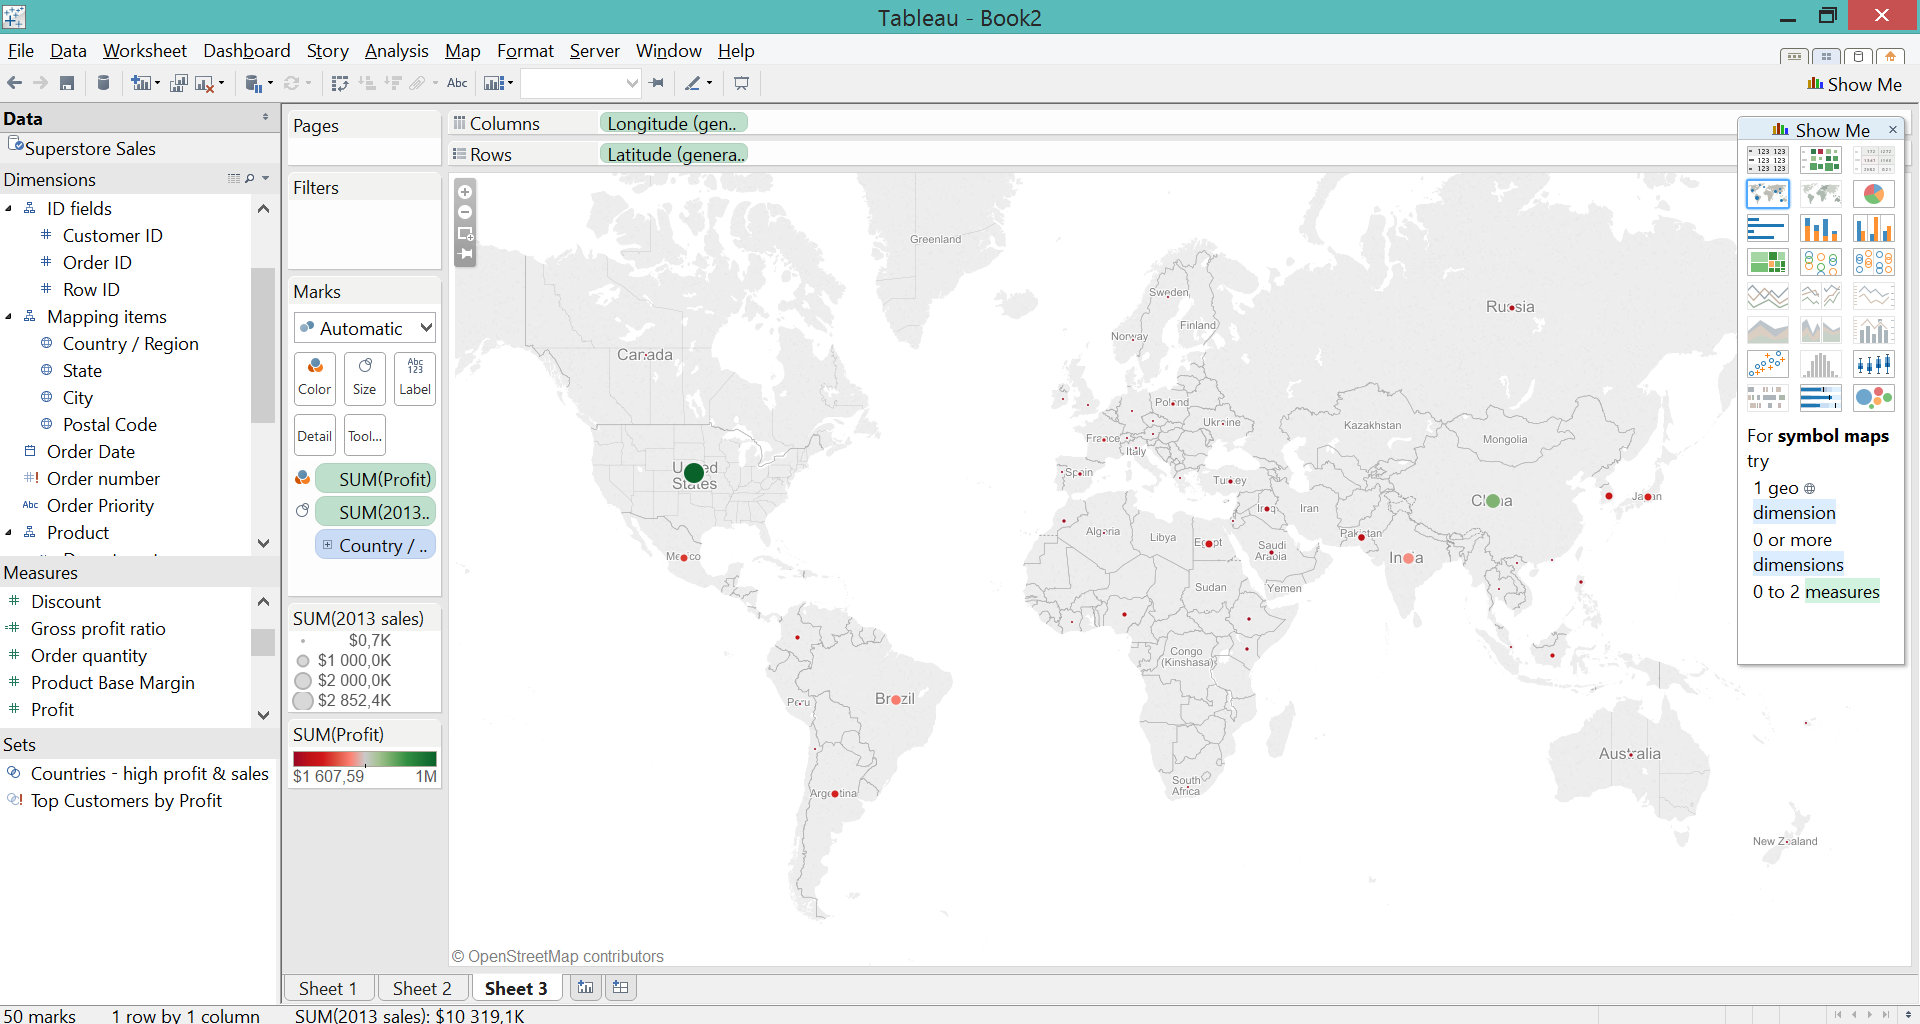 Tableau - Book2
File Data Worksheet Dashboard Story Analysis Map Format Server Window Help
Abc
Show Me
Data
Superstore Sales
Dimensions
ID fields
Customer ID
Order ID
Row ID
Mapping items
Country / Region
State
City
Postal Code
Order Date
Order number
Abc Order Priority
Product
Measures
Discount
Gross profit ratio
Order quantity
Product Base Margin
Profit
Sets
Countries - high profit & sales
Top Customers by Profit
Pages
Filters
Marks
Automatic
Color Size Abc 123 Label
Detail Tool...
SUM(Profit)
SUM(2013..
Country / ..
SUM(2013 sales)
$0,7K
$1 000,0K
$2 000,0K
$2 852,4K
SUM(Profit)
$1 607,59 1M
Columns Longitude (gen..
Rows Latitude (genera..
Greenland
Sweden
Russia
Finland
Norway
Canada
Poland
Ukraine
Kazakhstan
France
Mongolia
Italy
United
States
Spain
Turkey
China
Japan
Iraq
Iran
Algeria
Libya
Egypt
Pakistan
Saudi
Arabia
India
Mexico
Sudan
Yemen
Congo
(Kinshasa)
Peru
Brazil
Australia
South
Africa
Argentina
New Zealand
© OpenStreetMap contributors
Show Me
For symbol maps
try
1 geo
dimension
0 or more
dimensions
0 to 2 measures
Sheet 1 Sheet 2 Sheet 3
50 marks 1 row by 1 column SUM(2013 sales): $10 319,1K